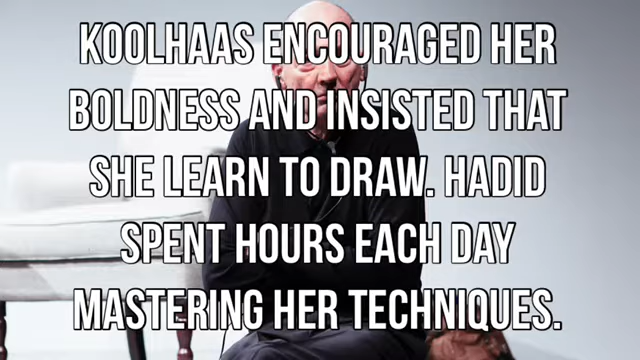 KOOLHAAS ENCOURAGED HER
BOLDNESS AND INSISTED THAT
SHE LEARN TO DRAW. HADID
SPENT HOURS EACH DAY
MASTERING HER TECHNIQUES.